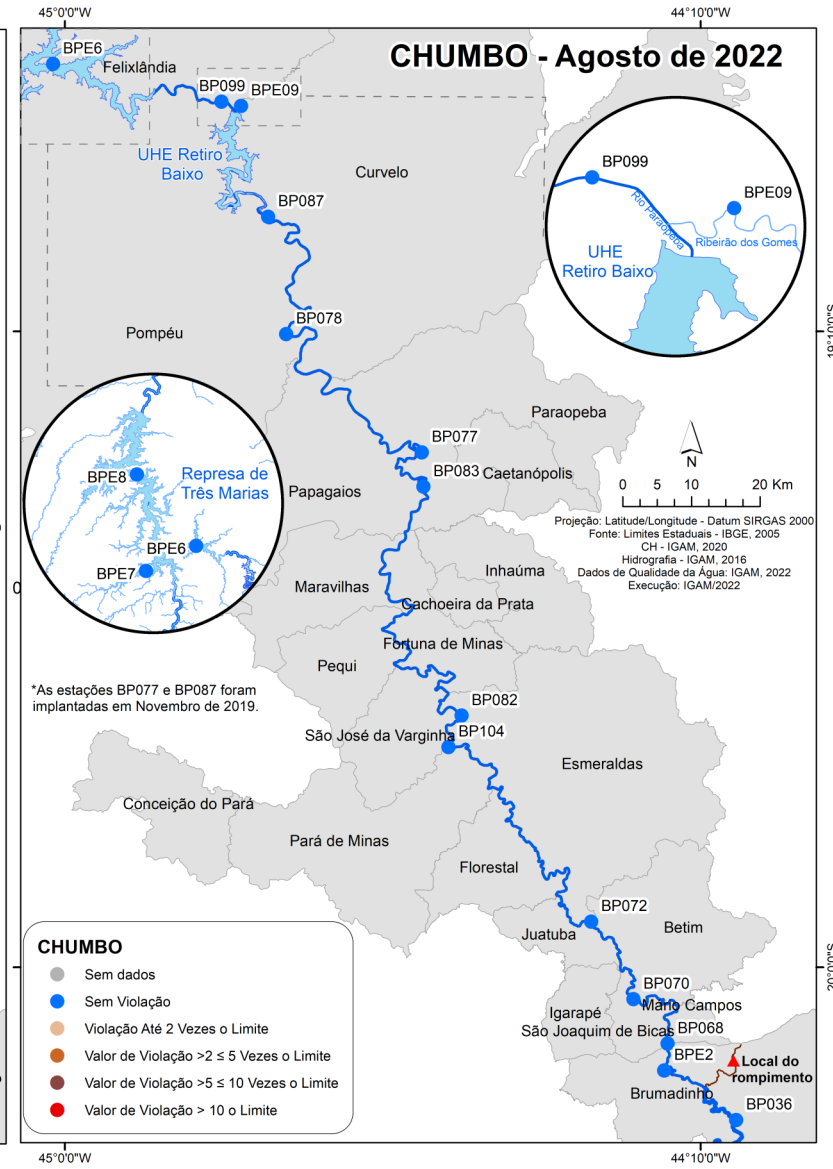 45°0'0"W
44°10'0"W
CHUMBO - Agosto de 2022
BPE6
Felixlândia
BP099
BPE09
UHE Retiro
Baixo
Curvelo
BP087
BP099
BPE09
Rio Paraopeba
Ribeirão dos Gomes
UHE
Retiro Baixo
BP078
Pompéu
19°10'0"S
Paraopeba
BP077
BP083
Caetanópolis
Papagaios
N
0 5 10 20 Km
Projeção: Latitude/Longitude - Datum SIRGAS 2000
Fonte: Limites Estaduais - IBGE, 2005
CH - IGAM, 2020
Hidrografia - IGAM, 2016
Dados de Qualidade da Água: IGAM, 2022
Execução: IGAM/2022
BPE8
Represa de
Três Marias
BPE6
BPE7
Maravilhas
Inhaúma
Cachoeira da Prata
Fortuna de Minas
Pequi
*As estações BP077 e BP087 foram
implantadas em Novembro de 2019.
BP082
São José da Varginha
BP104
Esmeraldas
Conceição do Pará
Pará de Minas
Florestal
BP072
Juatuba
Betim
20°0'0"S
BP070
Mário Campos
Igarapé
São Joaquim de Bicas
BP068
BPE2
Local do
rompimento
Brumadinho
BP036
CHUMBO
Sem dados
Sem Violação
Violação Até 2 Vezes o Limite
Valor de Violação >2 ≤ 5 Vezes o Limite
Valor de Violação >5 ≤ 10 Vezes o Limite
Valor de Violação > 10 o Limite
45°0'0"W
44°10'0"W